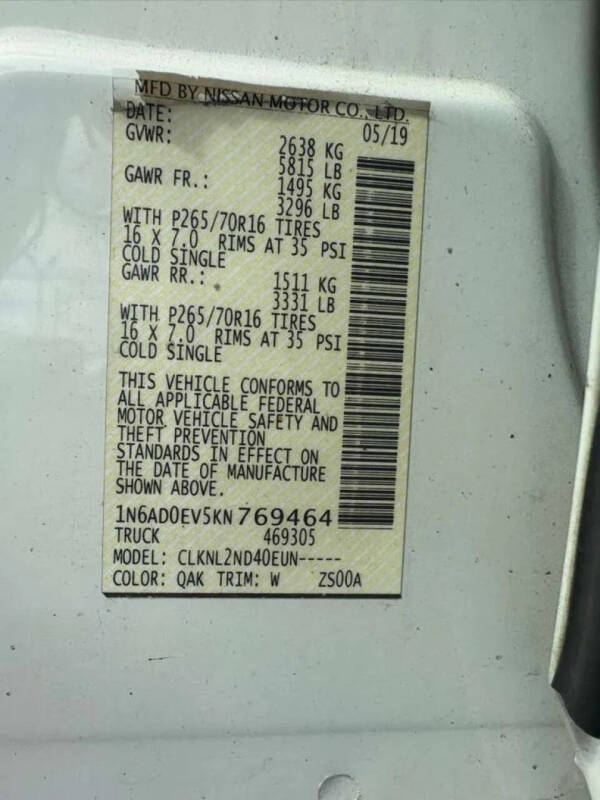 MFD BY NISSAN MOTOR CO., LTD.
DATE: 05/19
GVWR: 2638 KG
5815 LB
GAWR FR.: 1495 KG
3296 LB
WITH P265/70R16 TIRES
16 X 7.0 RIMS AT 35 PSI
COLD SINGLE
GAWR RR.: 1511 KG
3331 LB
WITH P265/70R16 TIRES
16 X 7.0 RIMS AT 35 PSI
COLD SINGLE
THIS VEHICLE CONFORMS TO
ALL APPLICABLE FEDERAL
MOTOR VEHICLE SAFETY AND
THEFT PREVENTION
STANDARDS IN EFFECT ON
THE DATE OF MANUFACTURE
SHOWN ABOVE.
1N6AD0EV5KN 769464
TRUCK 469305
MODEL: CLKNL2ND40EUN-----
COLOR: QAK TRIM: W ZS00A